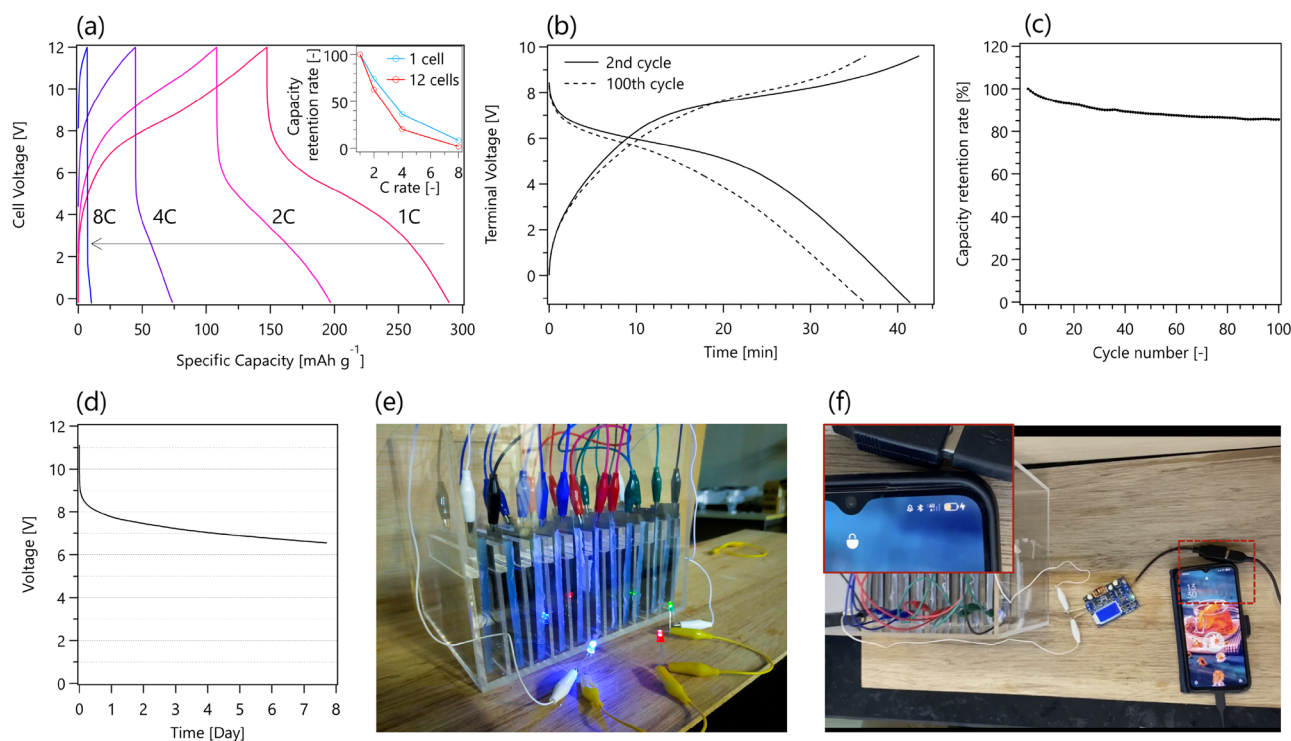 (a)
12
10
8
6
4
2
0
Cell Voltage [V]
0 50 100 150 200 250 300
Specific Capacity [mAh g-1]
8C 4C 2C 1C
100
50
0
Capacity
retention rate [-]
1 cell
12 cells
2 4 6 8
C rate [-]
(b)
10
8
6
4
2
0
Terminal Voltage [V]
2nd cycle
100th cycle
0 10 20 30 40
Time [min]
(c)
120
100
80
60
40
20
0
Capacity retention rate [%]
0 20 40 60 80 100
Cycle number [-]
(d)
12
10
8
6
4
2
0
Voltage [V]
0 1 2 3 4 5 6 7 8
Time [Day]
(e)
(f)